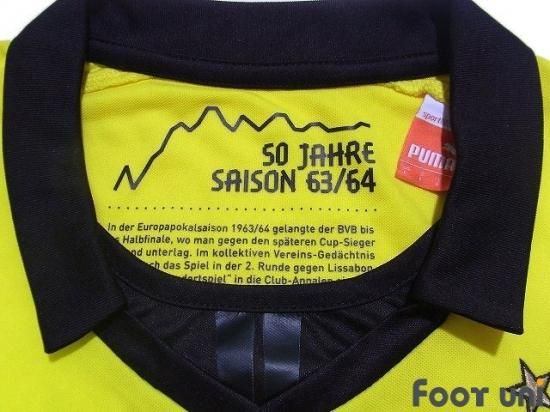 50 JAHRE
SAISON 63/64
PUMA
In der Europapokalsaison 1963/64 gelangte der BVB bis
Halbfinale, wo man gegen den späteren Cup-Sieger
unterlag. Im kollektiven Vereins-Gedächtnis
das Spiel in der 2. Runde gegen Lissabon
in die Club-Annalen
FOOT UNI